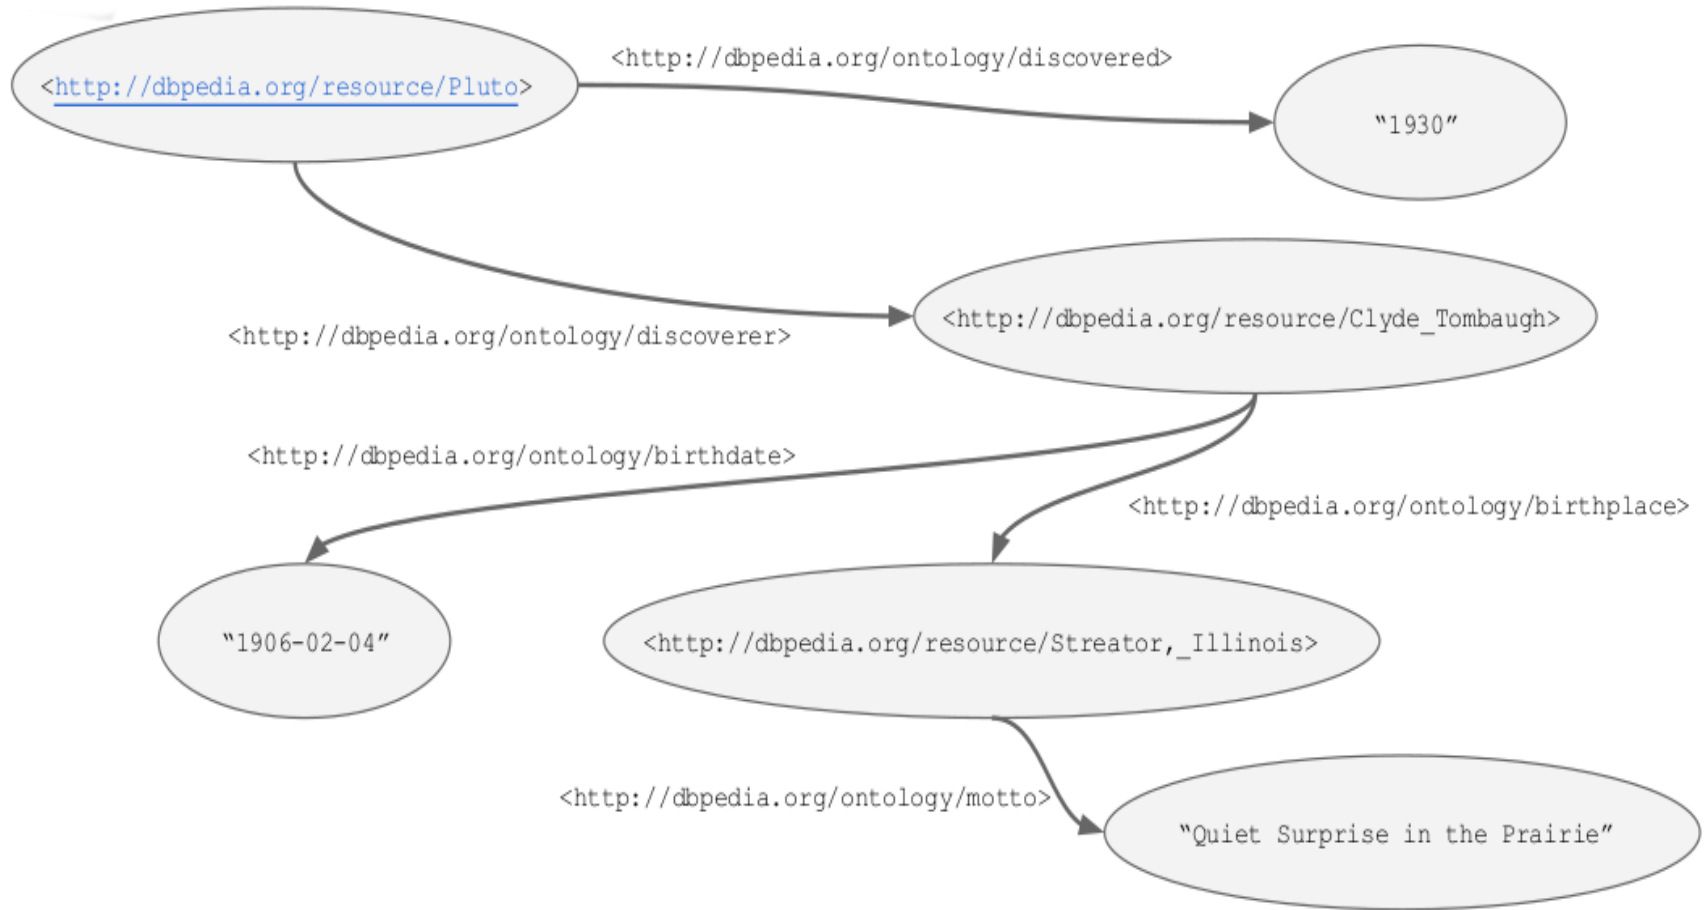 <http://dbpedia.org/ontology/discovered>
<http://dbpedia.org/resource/Pluto>
“1930”
<http://dbpedia.org/resource/Clyde_Tombaugh>
<http://dbpedia.org/ontology/discoverer>
<http://dbpedia.org/ontology/birthdate>
<http://dbpedia.org/ontology/birthplace>
“1906-02-04”
<http://dbpedia.org/resource/Streator,_Illinois>
<http://dbpedia.org/ontology/motto>
“Quiet Surprise in the Prairie”